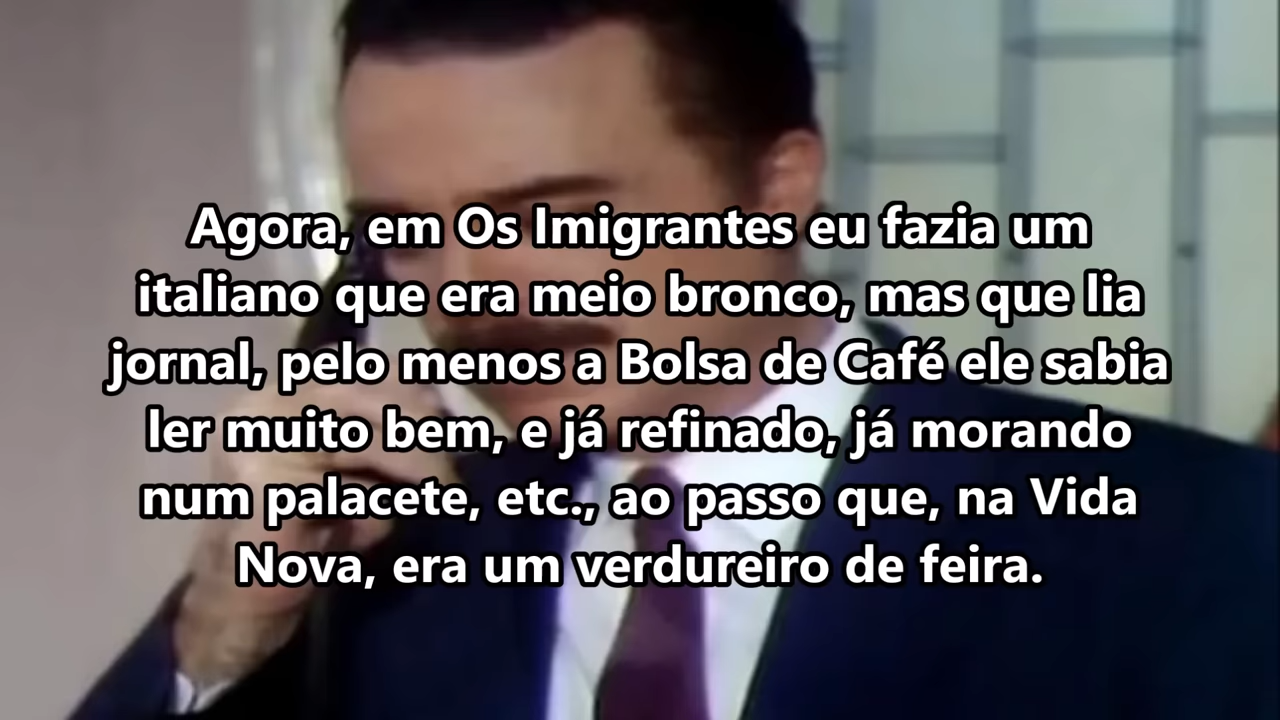 Agora, em Os Imigrantes eu fazia um
italiano que era meio bronco, mas que lia
jornal, pelo menos a Bolsa de Café ele sabia
ler muito bem, e já refinado, já morando
num palacete, etc., ao passo que, na Vida
Nova, era um verdureiro de feira.